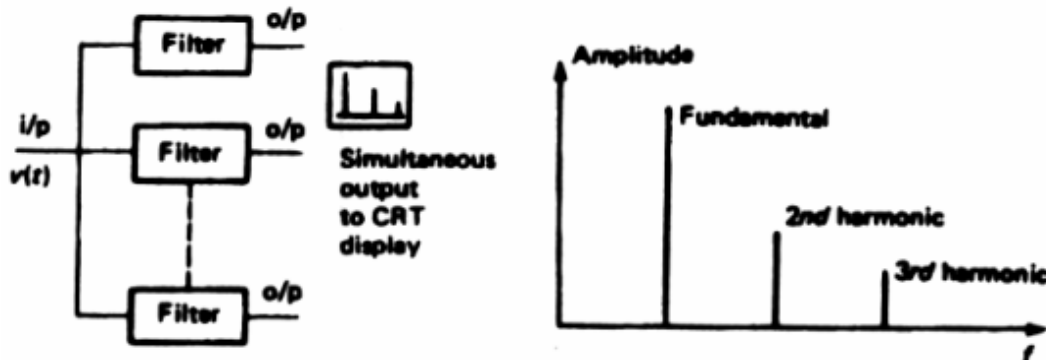 o/p
Filter
i/p
v(t)
o/p
Filter
Simultaneous
output
to CRT
display
o/p
Filter
Amplitude
Fundamental
2nd harmonic
3rd harmonic
f